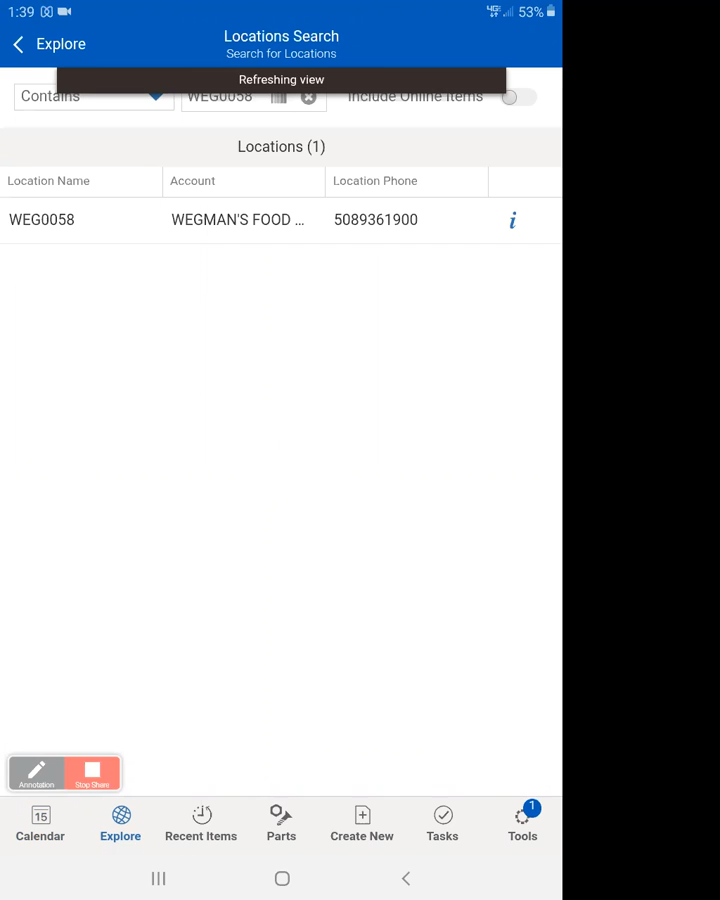 1:39 4G 53%
Explore
Locations Search
Search for Locations
Refreshing view
Contains WEG0058 Include Online Items
Locations (1)
Location Name Account Location Phone
WEG0058 WEGMAN'S FOOD ... 5089361900 i
Annotation Stop Share
15 1
Calendar Explore Recent Items Parts Create New Tasks Tools